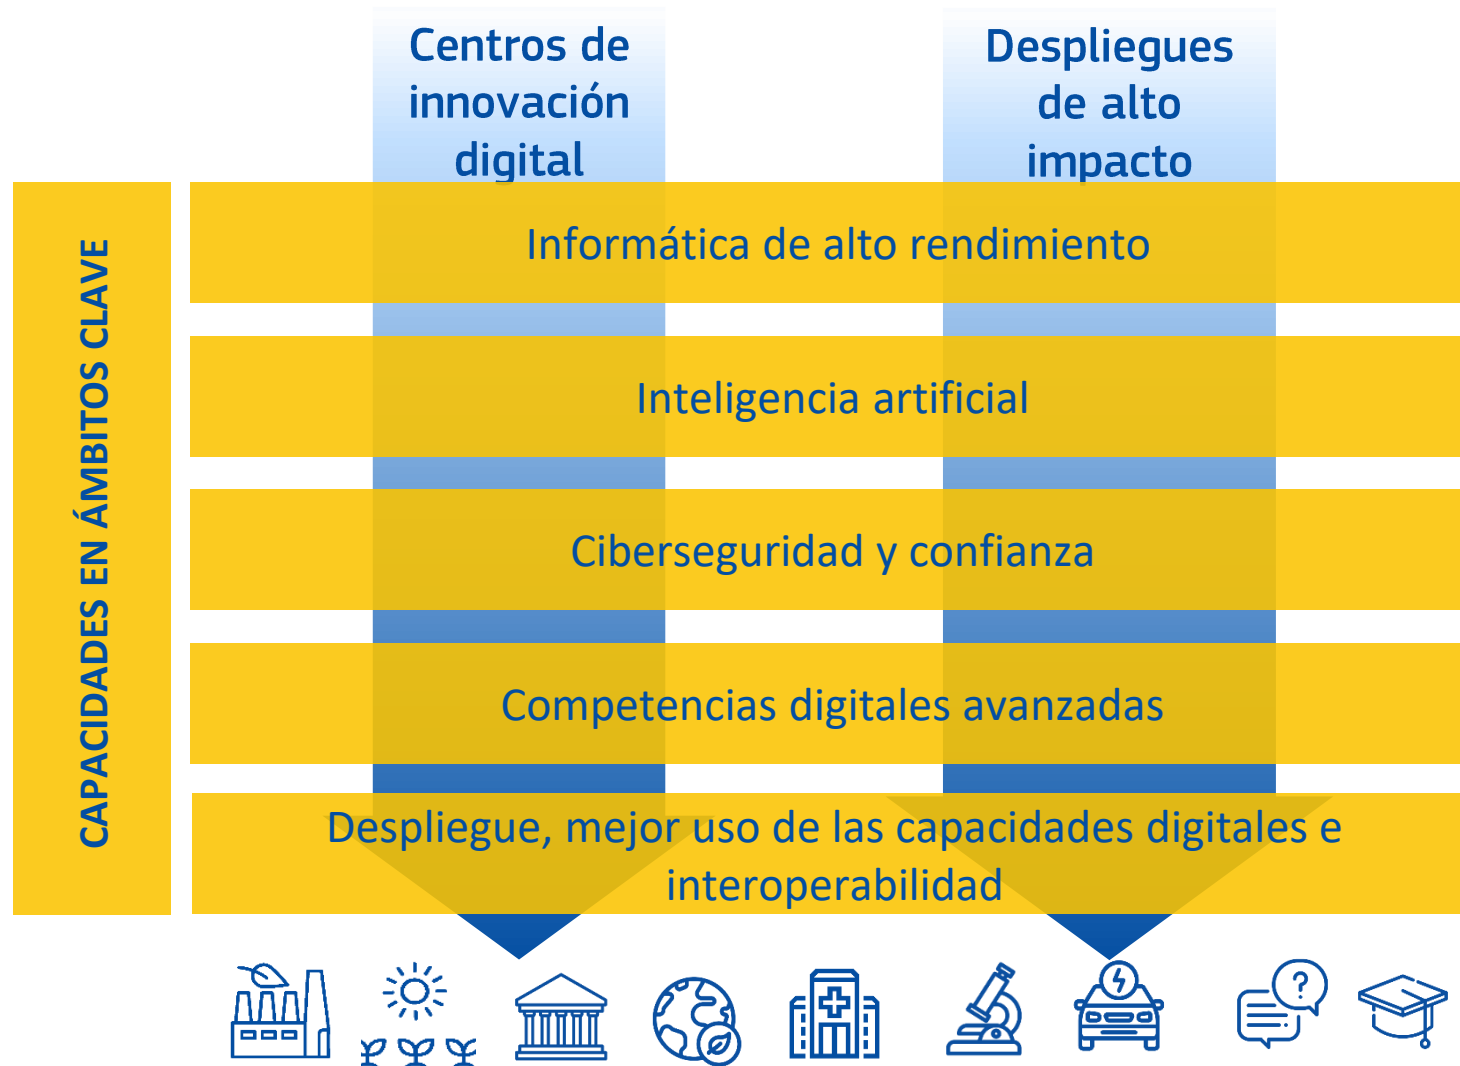 Centros de
innovación
digital
Despliegues
de alto
impacto
CAPACIDADES EN ÁMBITOS CLAVE
Informática de alto rendimiento
Inteligencia artificial
Ciberseguridad y confianza
Competencias digitales avanzadas
Despliegue, mejor uso de las capacidades digitales e
interoperabilidad
?